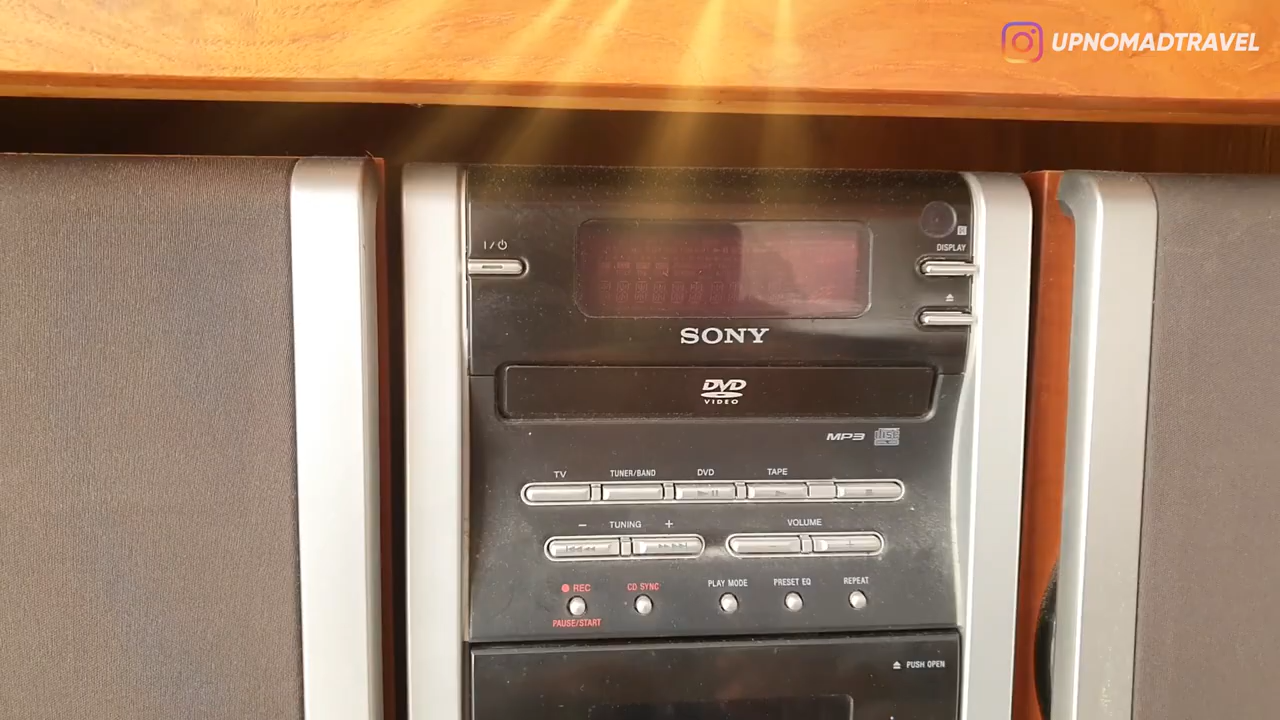 UPNOMADTRAVEL
I/⏻
DISPLAY
SONY
DVD
VIDEO
MP3
TV TUNER/BAND DVD TAPE
− TUNING + VOLUME
− +
REC CD SYNC PLAY MODE PRESET EQ REPEAT
PAUSE/START
PUSH OPEN